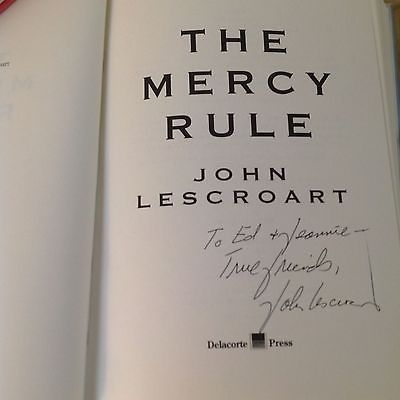 THE
MERCY
RULE
JOHN
LESCROART
To Ed + Jeannie –
True friends,
John Lescroart
Delacorte Press